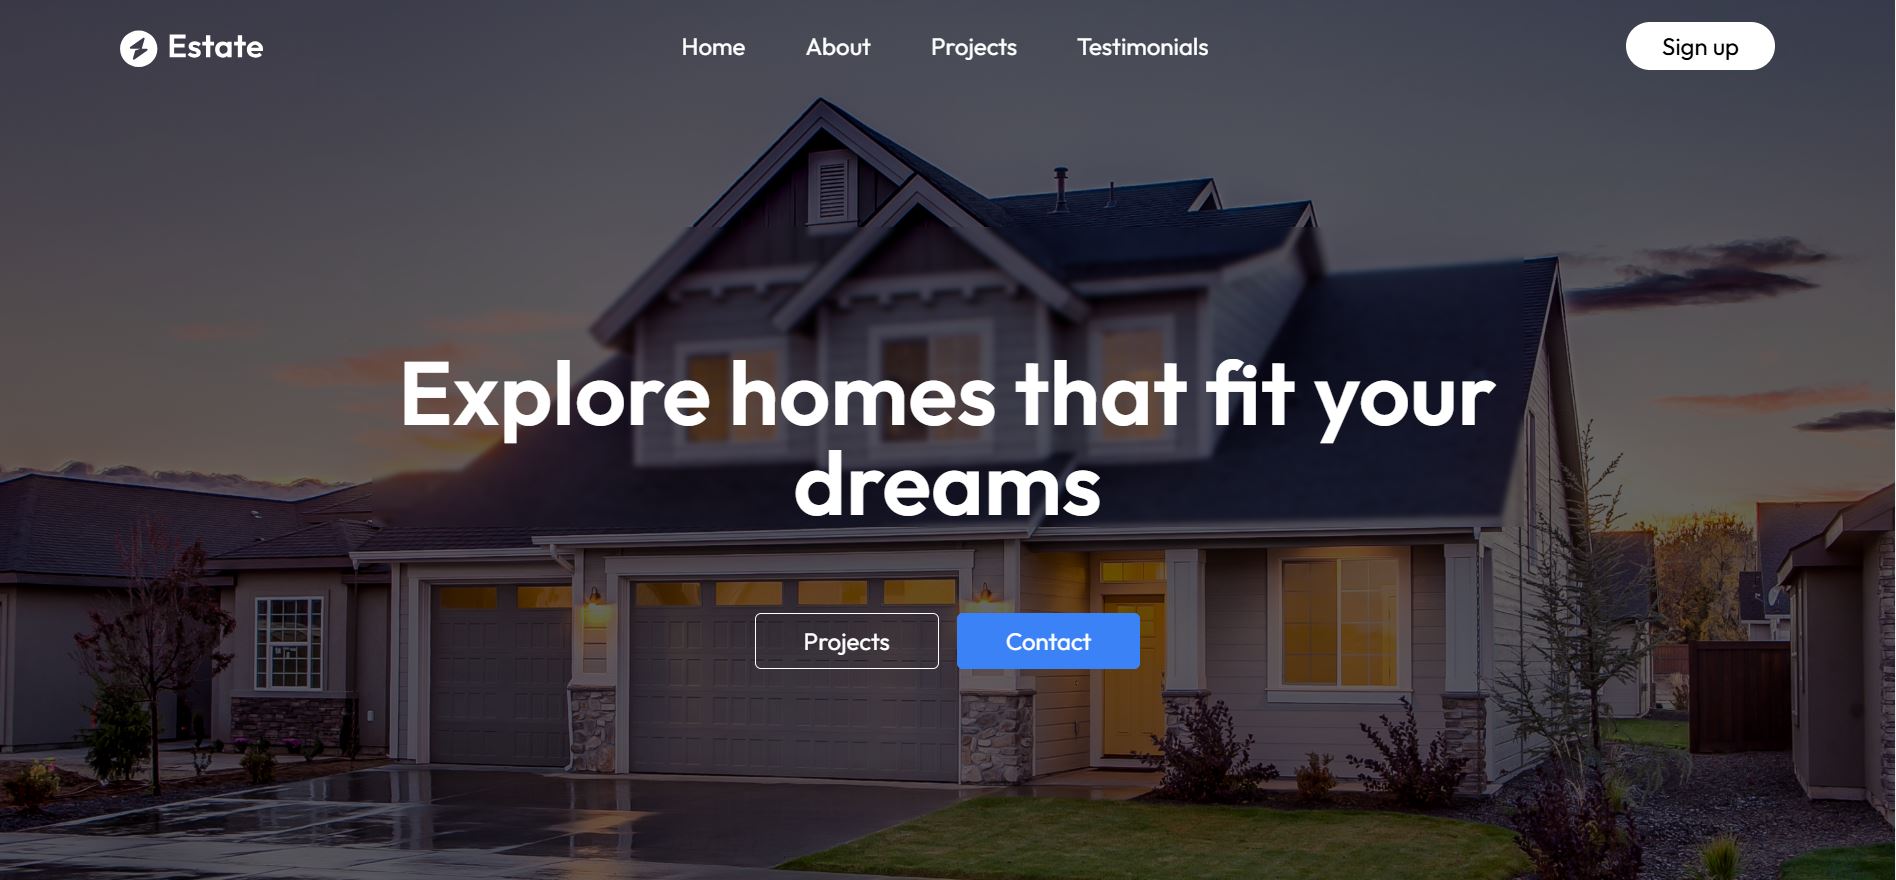 Estate
Home
About
Projects
Testimonials
Sign up
Explore homes that fit your
dreams
Projects
Contact